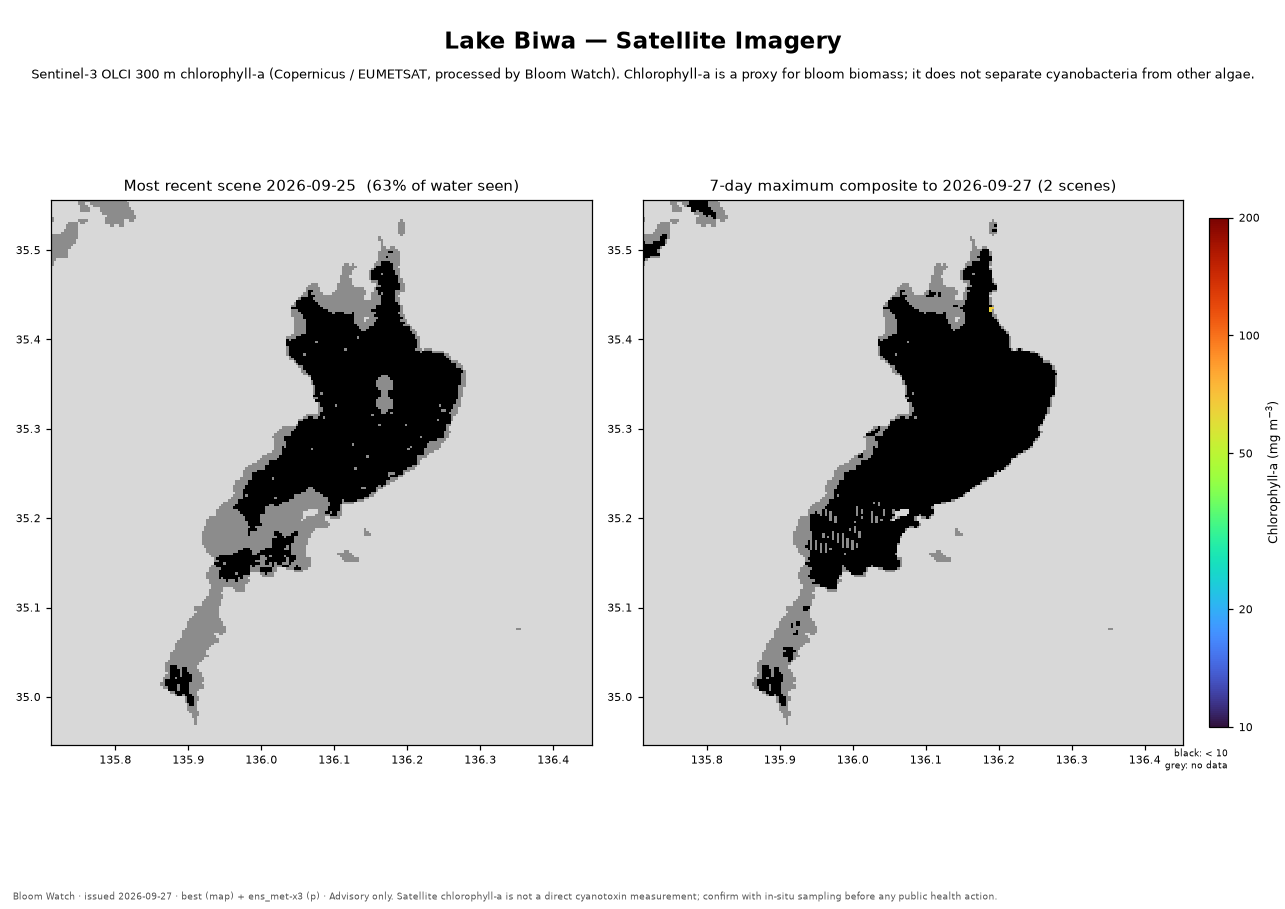 Lake Biwa — Satellite Imagery
Sentinel-3 OLCI 300 m chlorophyll-a (Copernicus / EUMETSAT, processed by Bloom Watch). Chlorophyll-a is a proxy for bloom biomass; it does not separate cyanobacteria from other algae.
Most recent scene 2026-09-25 (63% of water seen)
35.5
35.4
35.3
35.2
35.1
35.0
135.8 135.9 136.0 136.1 136.2 136.3 136.4
7-day maximum composite to 2026-09-27 (2 scenes)
35.5
35.4
35.3
35.2
35.1
35.0
135.8 135.9 136.0 136.1 136.2 136.3 136.4
200
100
50
20
10
Chlorophyll-a (mg m⁻³)
black: < 10
grey: no data
Bloom Watch · issued 2026-09-27 · best (map) + ens_met-x3 (p) · Advisory only. Satellite chlorophyll-a is not a direct cyanotoxin measurement; confirm with in-situ sampling before any public health action.